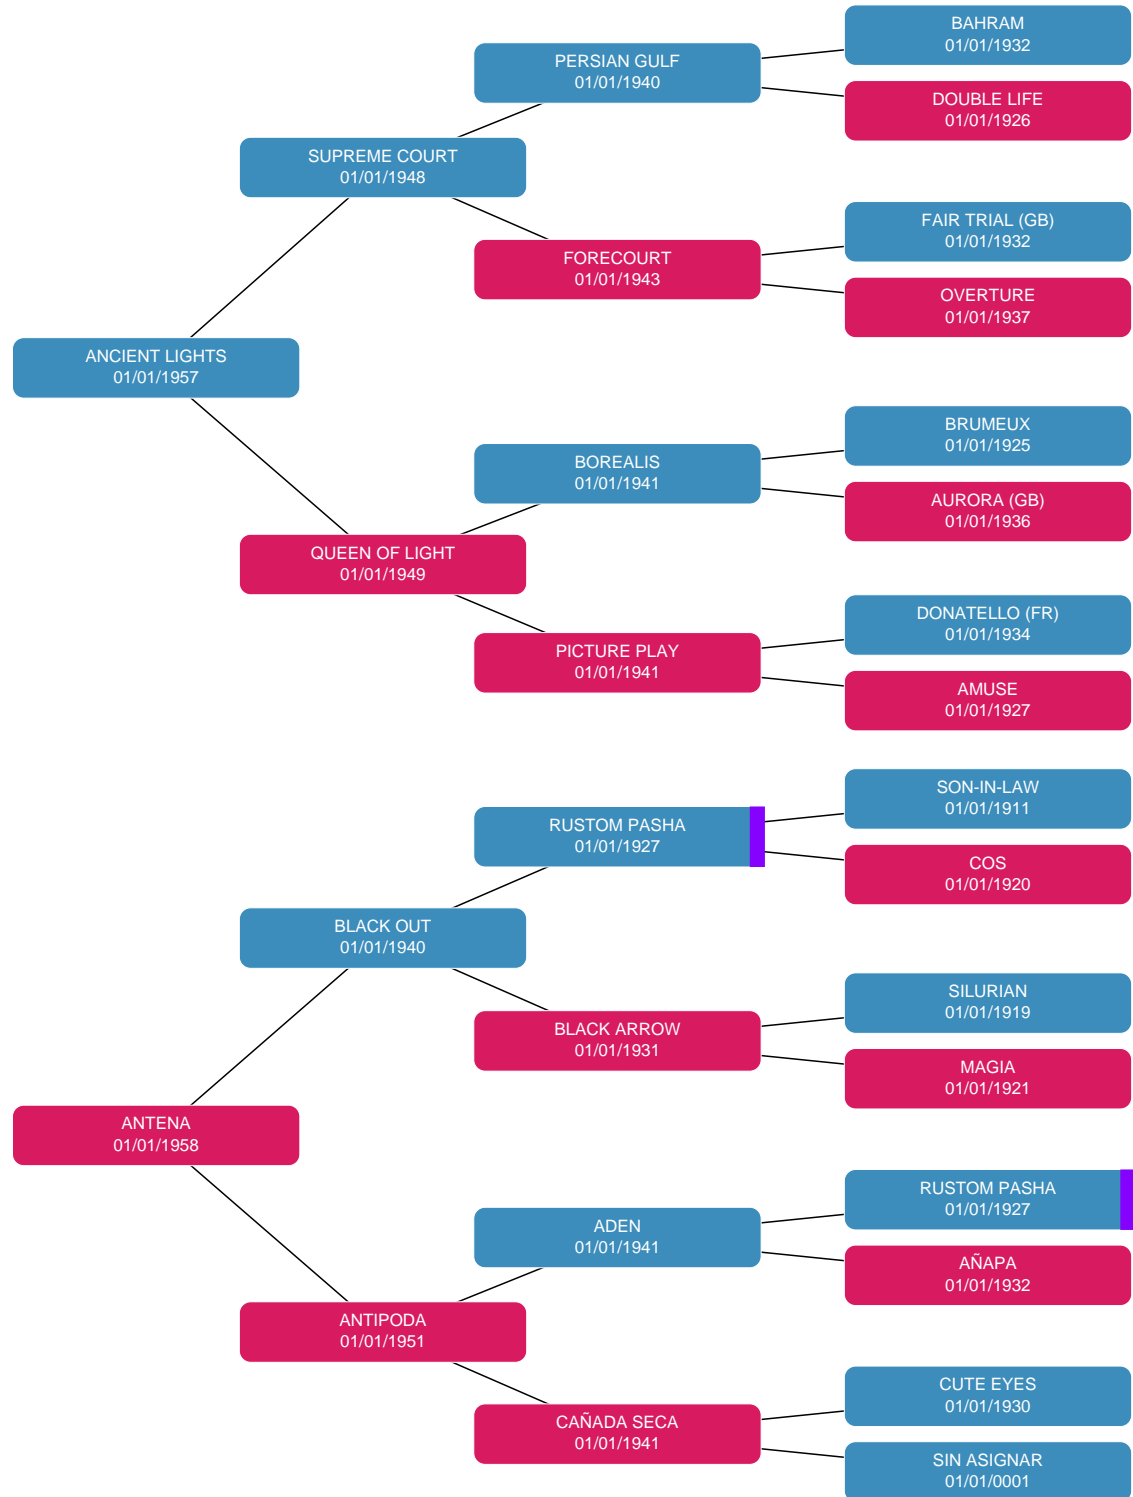 BAHRAM
01/01/1932
PERSIAN GULF
01/01/1940
DOUBLE LIFE
01/01/1926
SUPREME COURT
01/01/1948
FAIR TRIAL (GB)
01/01/1932
FORECOURT
01/01/1943
OVERTURE
01/01/1937
ANCIENT LIGHTS
01/01/1957
BRUMEUX
01/01/1925
BOREALIS
01/01/1941
AURORA (GB)
01/01/1936
QUEEN OF LIGHT
01/01/1949
DONATELLO (FR)
01/01/1934
PICTURE PLAY
01/01/1941
AMUSE
01/01/1927
SON-IN-LAW
01/01/1911
RUSTOM PASHA
01/01/1927
COS
01/01/1920
BLACK OUT
01/01/1940
SILURIAN
01/01/1919
BLACK ARROW
01/01/1931
MAGIA
01/01/1921
ANTENA
01/01/1958
RUSTOM PASHA
01/01/1927
ADEN
01/01/1941
AÑAPA
01/01/1932
ANTIPODA
01/01/1951
CUTE EYES
01/01/1930
CAÑADA SECA
01/01/1941
SIN ASIGNAR
01/01/0001